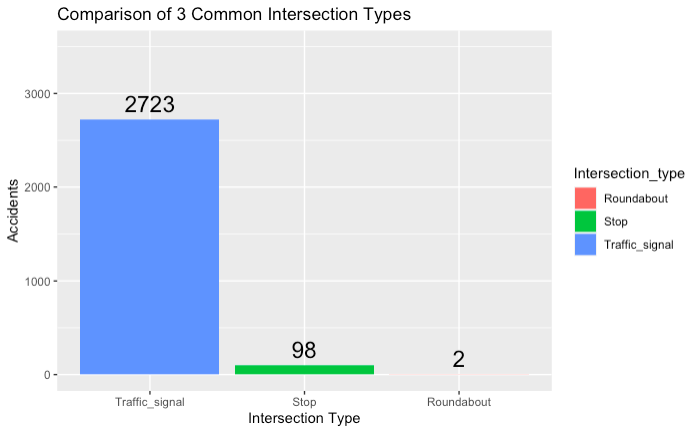 Comparison of 3 Common Intersection Types
Accidents
3000
2000
1000
0
2723
98
2
Traffic_signal
Stop
Roundabout
Intersection Type
Intersection_type
Roundabout
Stop
Traffic_signal